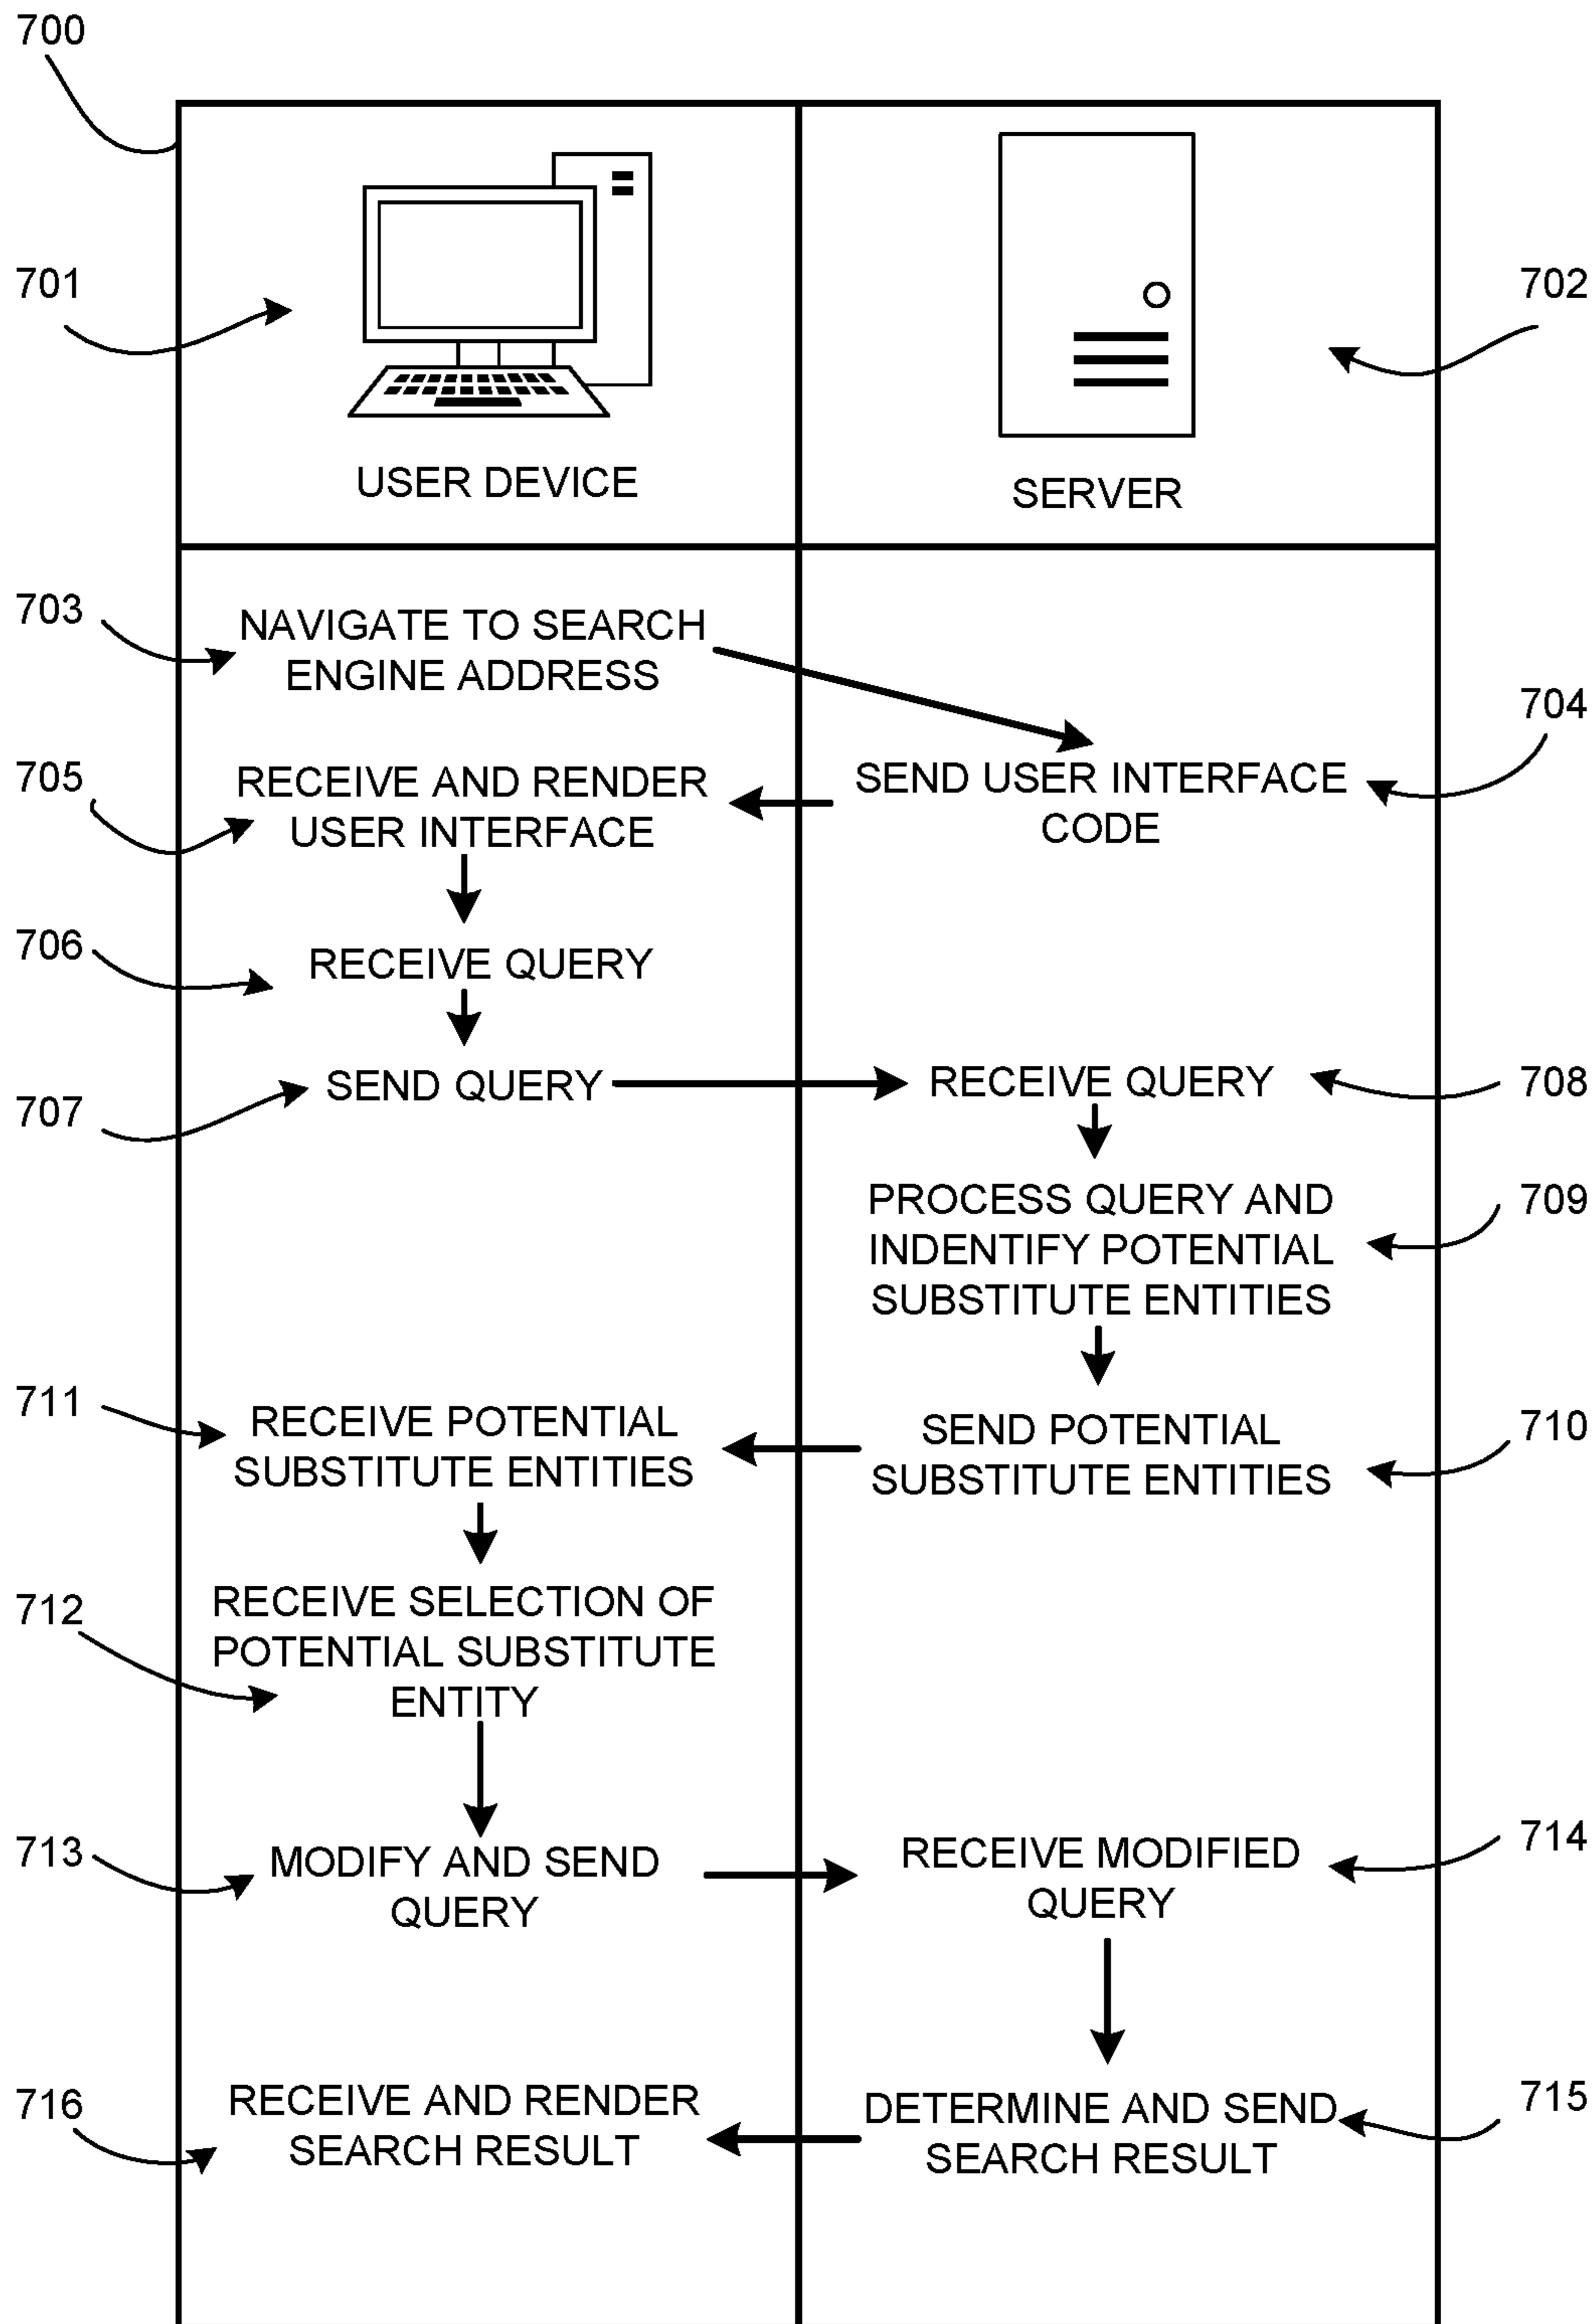 700
701
702
USER DEVICE
SERVER
703
NAVIGATE TO SEARCH
ENGINE ADDRESS
704
705
RECEIVE AND RENDER
USER INTERFACE
SEND USER INTERFACE
CODE
706
RECEIVE QUERY
707
SEND QUERY
RECEIVE QUERY
708
PROCESS QUERY AND
INDENTIFY POTENTIAL
SUBSTITUTE ENTITIES
709
711
RECEIVE POTENTIAL
SUBSTITUTE ENTITIES
SEND POTENTIAL
SUBSTITUTE ENTITIES
710
712
RECEIVE SELECTION OF
POTENTIAL SUBSTITUTE
ENTITY
713
MODIFY AND SEND
QUERY
RECEIVE MODIFIED
QUERY
714
716
RECEIVE AND RENDER
SEARCH RESULT
DETERMINE AND SEND
SEARCH RESULT
715